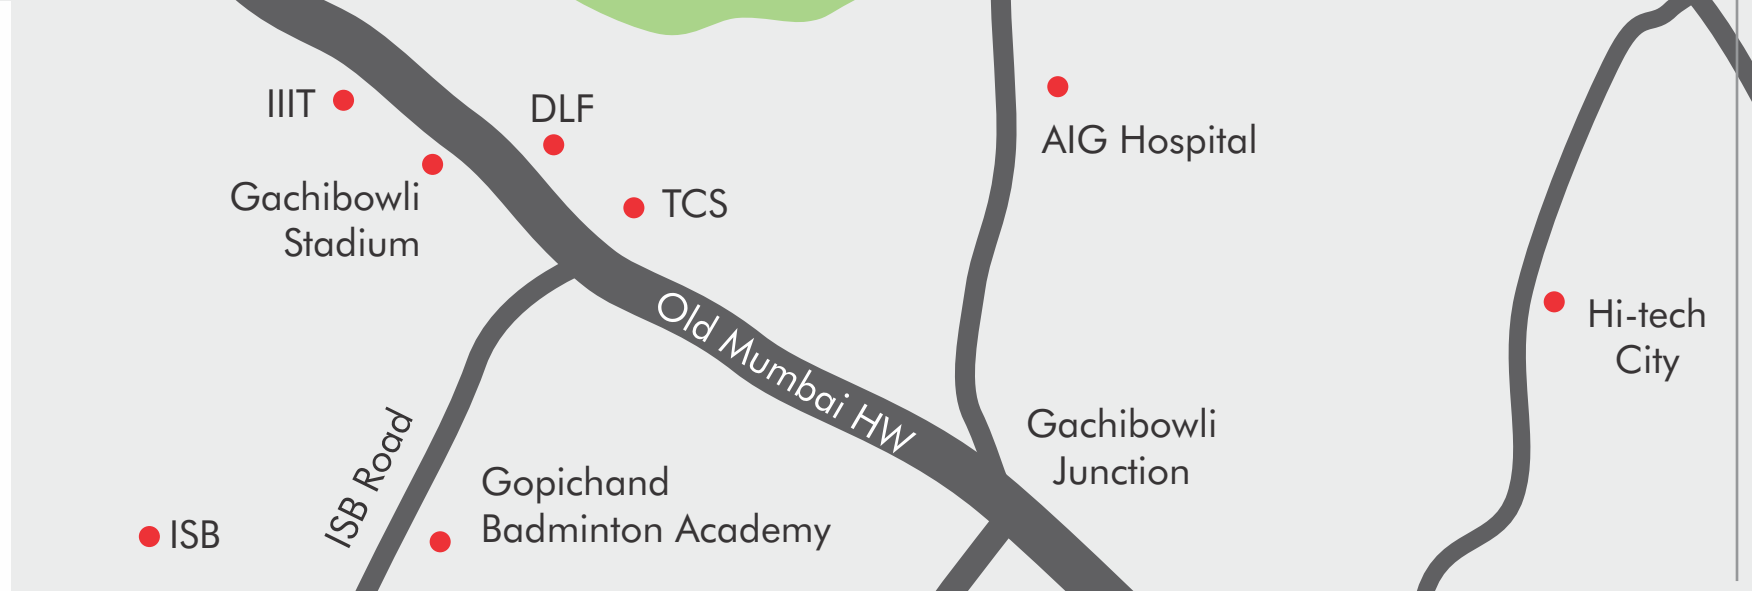 IIIT
DLF
AIG Hospital
Gachibowli
Stadium
TCS
Old Mumbai HW
Hi-tech
City
Gachibowli
Junction
ISB Road
Gopichand
Badminton Academy
ISB